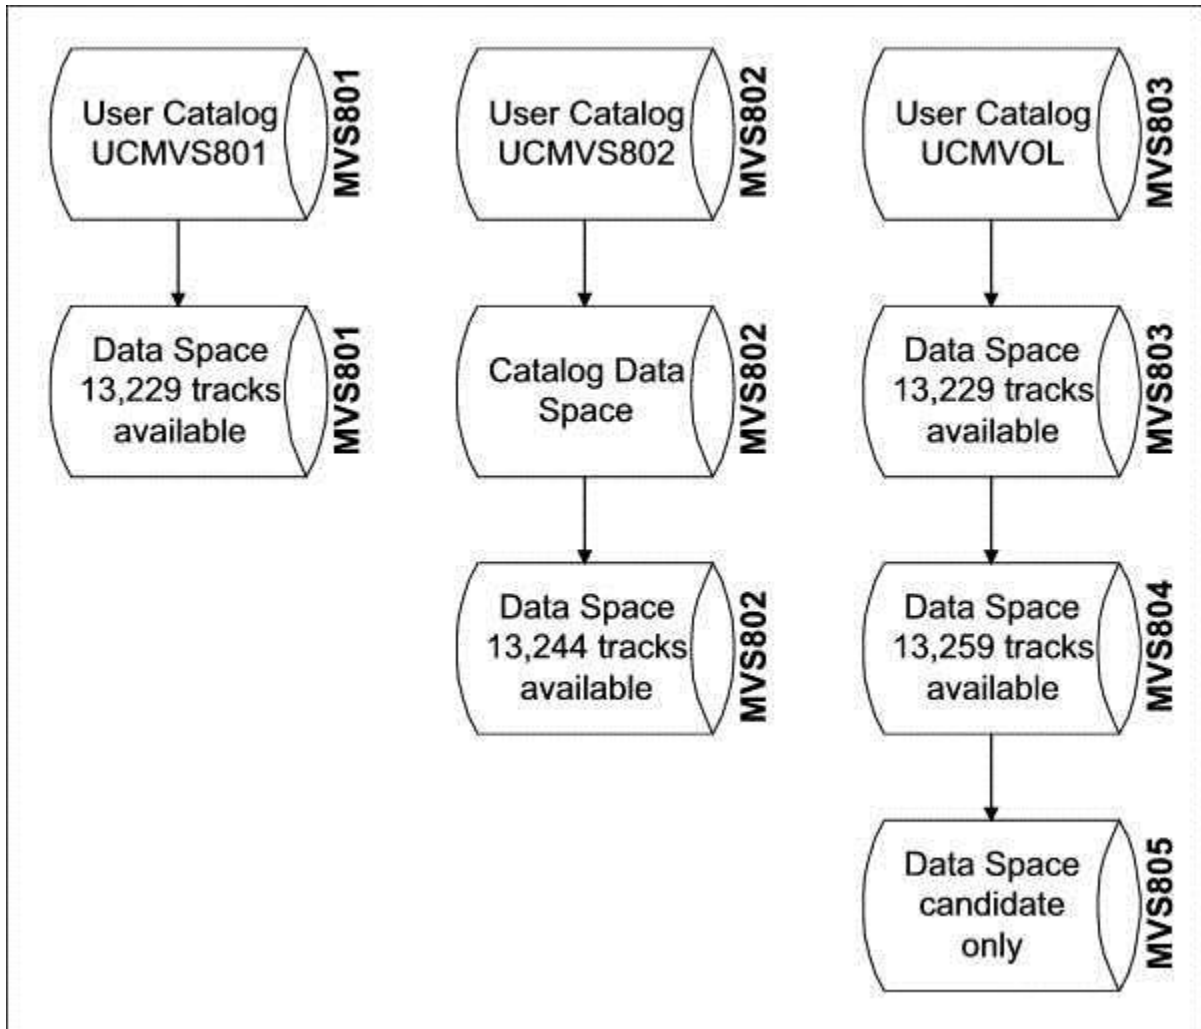 User Catalog
UCMVS801
MVS801
User Catalog
UCMVS802
MVS802
User Catalog
UCMVOL
MVS803
Data Space
13,229 tracks
available
MVS801
Catalog Data
Space
MVS802
Data Space
13,229 tracks
available
MVS803
Data Space
13,244 tracks
available
MVS802
Data Space
13,259 tracks
available
MVS804
Data Space
candidate
only
MVS805